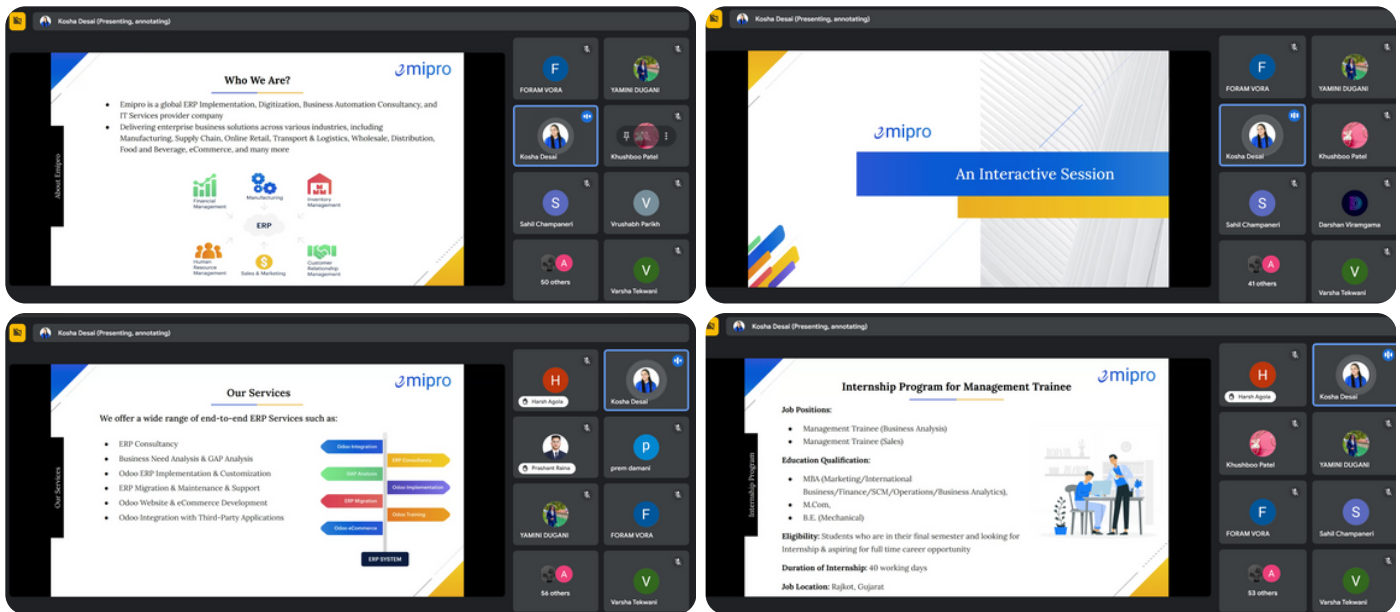 Kosha Desai (Presenting, annotating)
emipro
Who We Are?
Emipro is a global ERP Implementation, Digitization, Business Automation Consultancy, and
IT Services provider company
Delivering enterprise business solutions across various industries, including
Manufacturing, Supply Chain, Online Retail, Transport & Logistics, Wholesale, Distribution,
Food and Beverage, eCommerce, and many more
About Emipro
Financial
Management
Manufacturing
Inventory
Management
ERP
Human
Resource
Management
Sales & Marketing
Customer
Relationship
Management
F
FORAM VORA
YAMINI DUGANI
Kosha Desai
Khushboo Patel
S
Sahil Champaneri
V
Vrushabh Parikh
A
50 others
V
Varsha Tekwani
Kosha Desai (Presenting, annotating)
emipro
An Interactive Session
F
FORAM VORA
YAMINI DUGANI
Kosha Desai
Khushboo Patel
S
Sahil Champaneri
D
Darshan Viramgama
A
41 others
V
Varsha Tekwani
Kosha Desai (Presenting, annotating)
emipro
Our Services
We offer a wide range of end-to-end ERP Services such as:
ERP Consultancy
Business Need Analysis & GAP Analysis
Odoo ERP Implementation & Customization
ERP Migration & Maintenance & Support
Odoo Website & eCommerce Development
Odoo Integration with Third-Party Applications
Our Services
Odoo Integration
ERP Consultancy
GAP Analysis
Odoo Implementation
ERP Migration
Odoo Training
Odoo eCommerce
ERP SYSTEM
H
Harsh Agola
Kosha Desai
Prashant Raina
p
prem damani
YAMINI DUGANI
F
FORAM VORA
A
56 others
V
Varsha Tekwani
Kosha Desai (Presenting, annotating)
emipro
Internship Program for Management Trainee
Job Positions:
Management Trainee (Business Analysis)
Management Trainee (Sales)
Education Qualification:
MBA (Marketing/International
Business/Finance/SCM/Operations/Business Analytics),
M.Com,
B.E. (Mechanical)
Eligibility: Students who are in their final semester and looking for
Internship & aspiring for full time career opportunity
Duration of Internship: 40 working days
Job Location: Rajkot, Gujarat
Internship Program
H
Harsh Agola
Kosha Desai
Khushboo Patel
YAMINI DUGANI
F
FORAM VORA
S
Sahil Champaneri
A
53 others
V
Varsha Tekwani